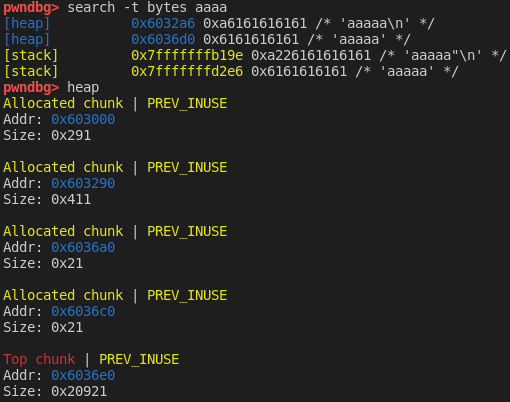 pwndbg> search -t bytes aaaa
[heap] 0x6032a6 0xa6161616161 /* 'aaaaa\n' */
[heap] 0x6036d0 0x6161616161 /* 'aaaaa' */
[stack] 0x7fffffffb19e 0xa226161616161 /* 'aaaaa"\n' */
[stack] 0x7fffffffd2e6 0x6161616161 /* 'aaaaa' */
pwndbg> heap
Allocated chunk | PREV_INUSE
Addr: 0x603000
Size: 0x291
Allocated chunk | PREV_INUSE
Addr: 0x603290
Size: 0x411
Allocated chunk | PREV_INUSE
Addr: 0x6036a0
Size: 0x21
Allocated chunk | PREV_INUSE
Addr: 0x6036c0
Size: 0x21
Top chunk | PREV_INUSE
Addr: 0x6036e0
Size: 0x20921